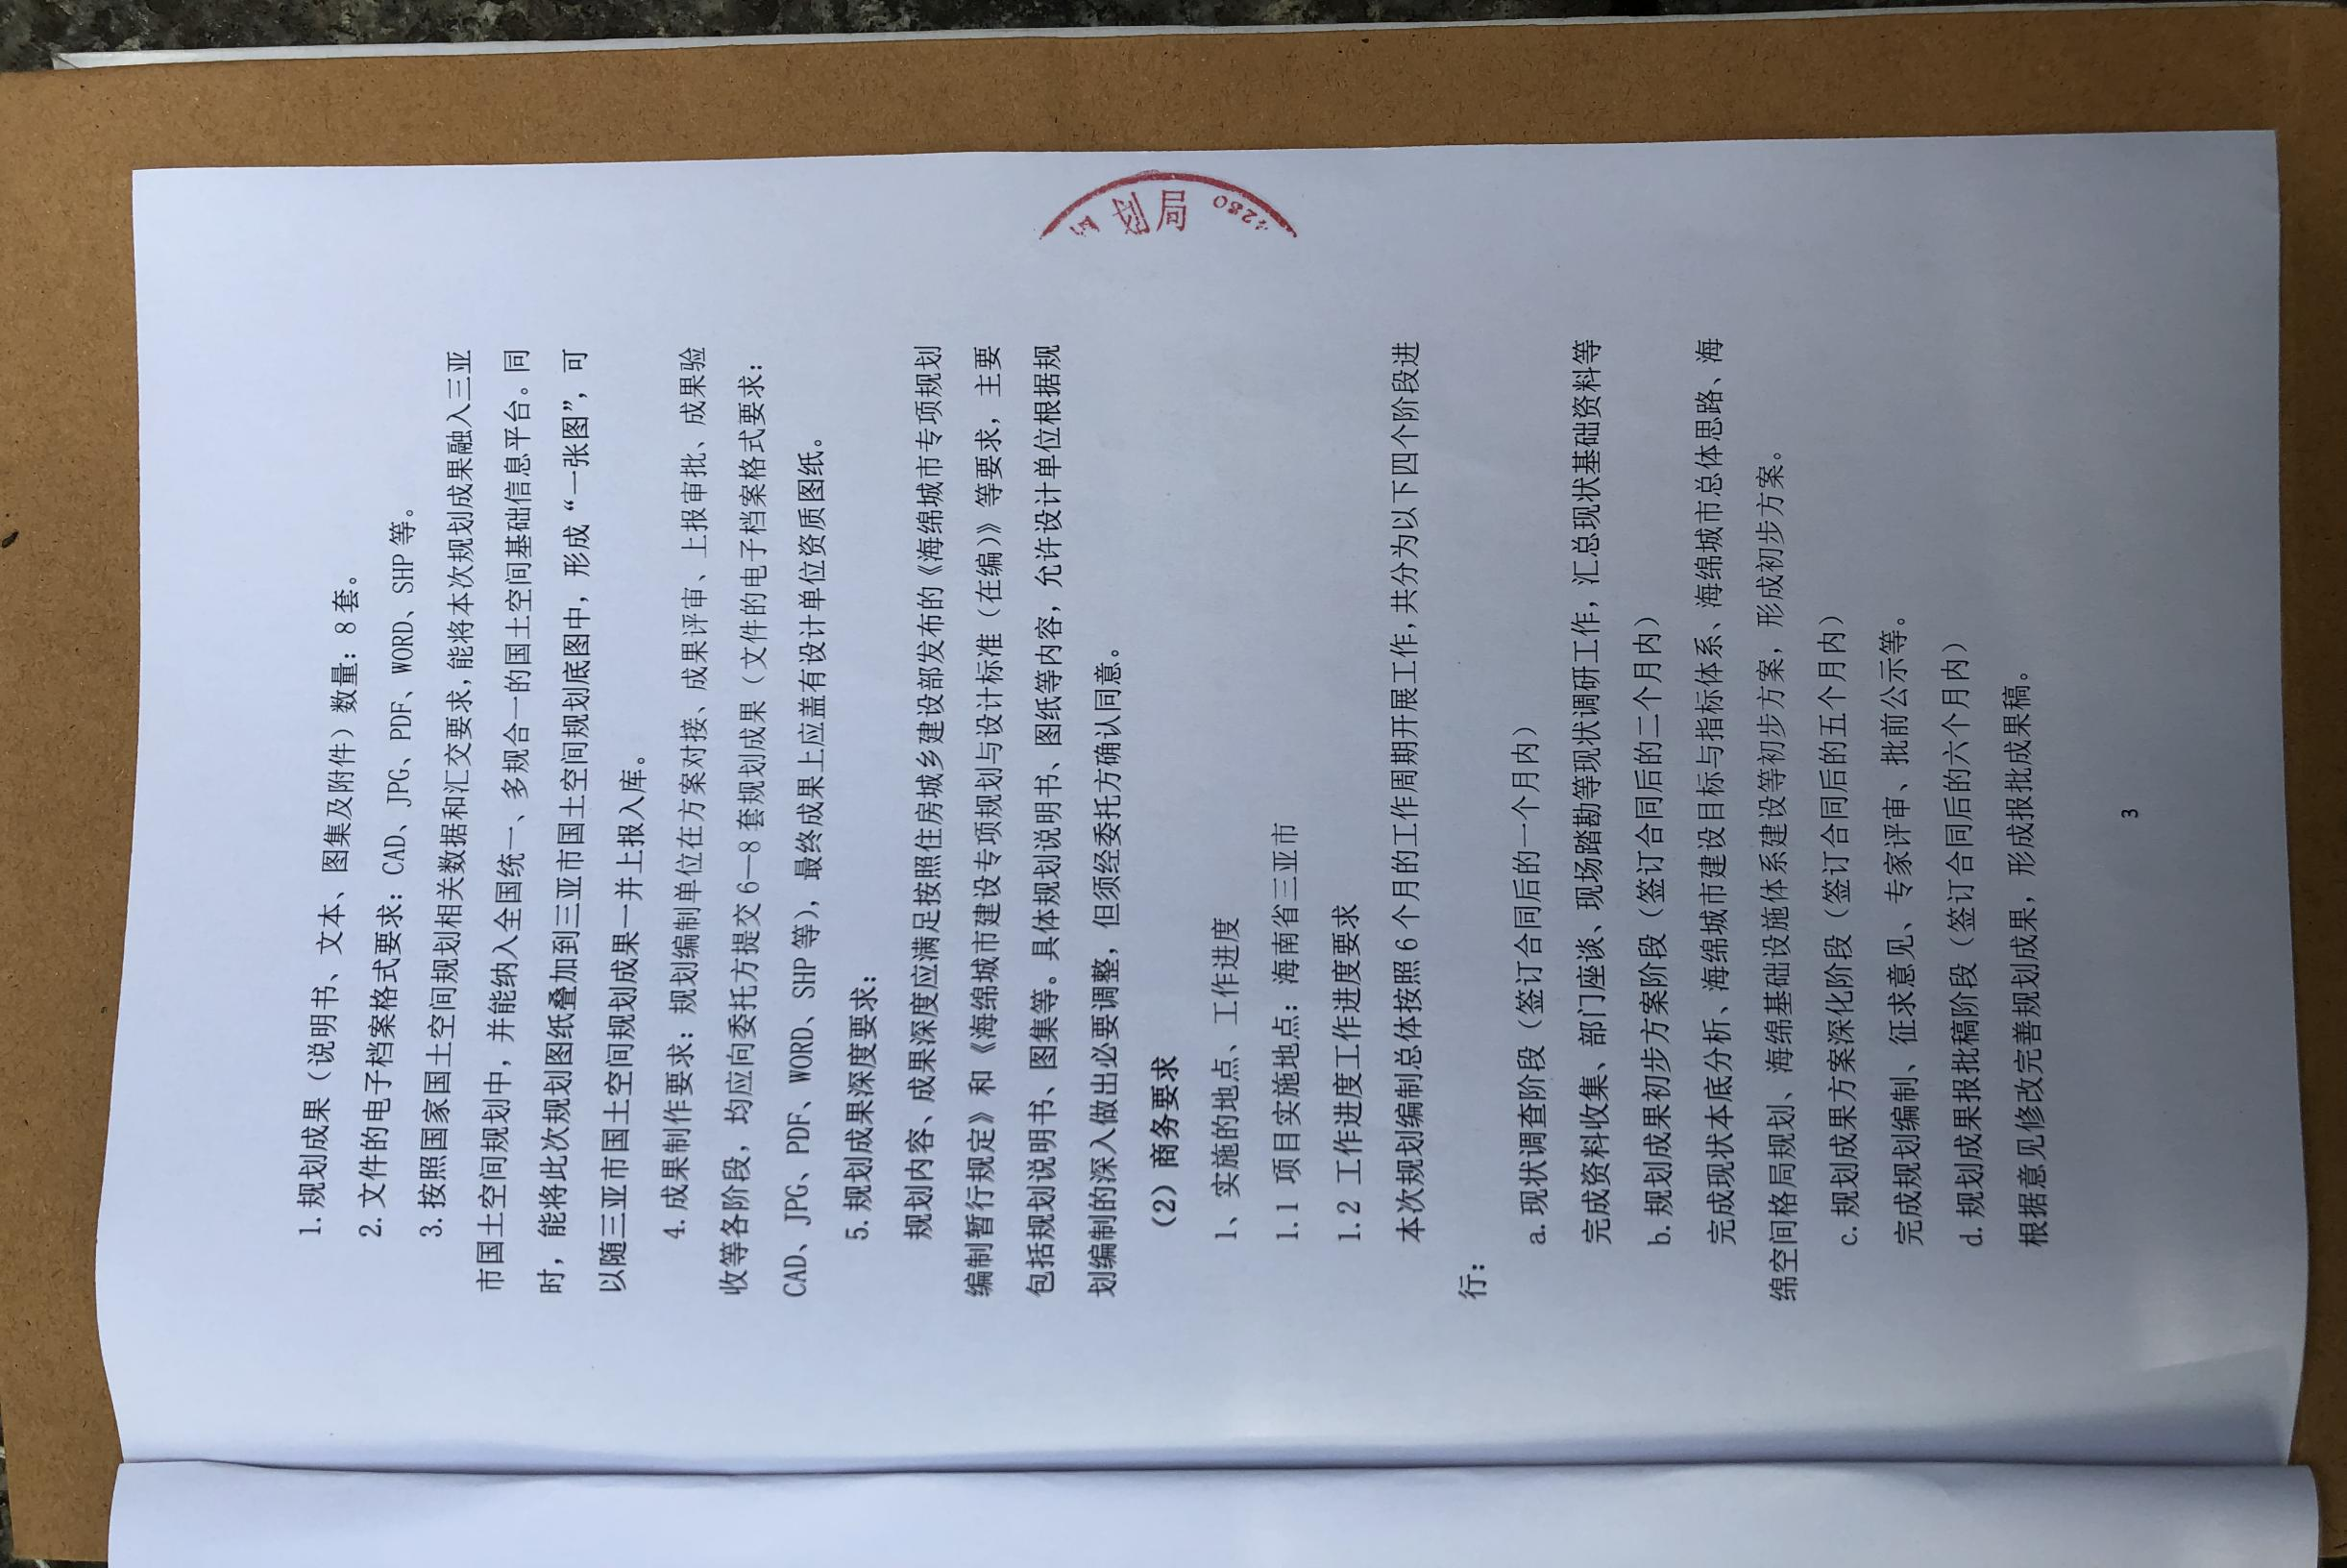 1.规划成果（说明书、文本、图集及附件）数量：8套。
2.文件的电子档案格式要求：CAD、JPG、PDF、WORD、SHP等。
3.按照国家国土空间规划相关数据和汇交要求，能将本次规划成果融入三亚
市国土空间规划中，并能纳入全国统一、多规合一的国土空间基础信息平台。同
时，能将此次规划图纸叠加到三亚市国土空间规划底图中，形成“一张图”，可
以随三亚市国土空间规划成果一并上报入库。
4.成果制作要求：规划编制单位在方案对接、成果评审、上报审批、成果验
收等各阶段，均应向委托方提交6—8套规划成果（文件的电子档案格式要求：
CAD、JPG、PDF、WORD、SHP等），最终成果上应盖有设计单位资质图纸。
5.规划成果深度要求：
规划内容、成果深度应满足按照住房城乡建设部发布的《海绵城市专项规划
编制暂行规定》和《海绵城市建设专项规划与设计标准（在编）》等要求，主要
包括规划说明书、图集等。具体规划说明书、图纸等内容，允许设计单位根据规
划编制的深入做出必要调整，但须经委托方确认同意。
（2）商务要求
1、实施的地点、工作进度
1.1 项目实施地点：海南省三亚市
1.2 工作进度工作进度要求
本次规划编制总体按照6个月的工作周期开展工作，共分为以下四个阶段进
行：
a.现状调查阶段（签订合同后的一个月内）
完成资料收集、部门座谈、现场踏勘等现状调研工作，汇总现状基础资料等
b.规划成果初步方案阶段（签订合同后的二个月内）
完成现状本底分析、海绵城市建设目标与指标体系、海绵城市总体思路、海
绵空间格局规划、海绵基础设施体系建设等初步方案，形成初步方案。
c.规划成果方案深化阶段（签订合同后的五个月内）
完成规划编制、征求意见、专家评审、批前公示等。
d.规划成果报批稿阶段（签订合同后的六个月内）
根据意见修改完善规划成果，形成报批成果稿。
3
划局
280